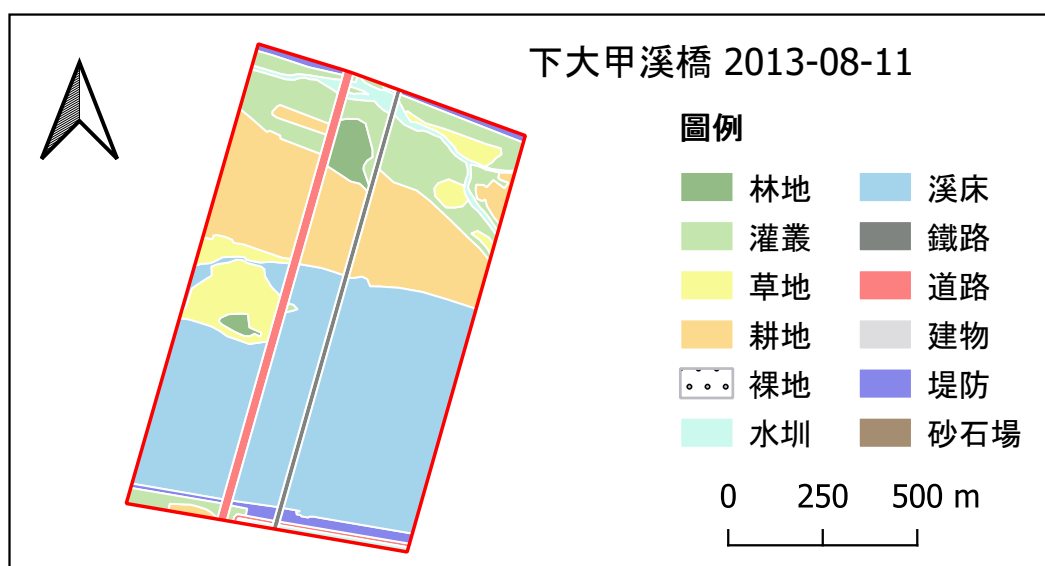 下大甲溪橋 2013-08-11
圖例
林地
溪床
灌叢
鐵路
草地
道路
耕地
建物
裸地
堤防
水圳
砂石場
0 250 500 m